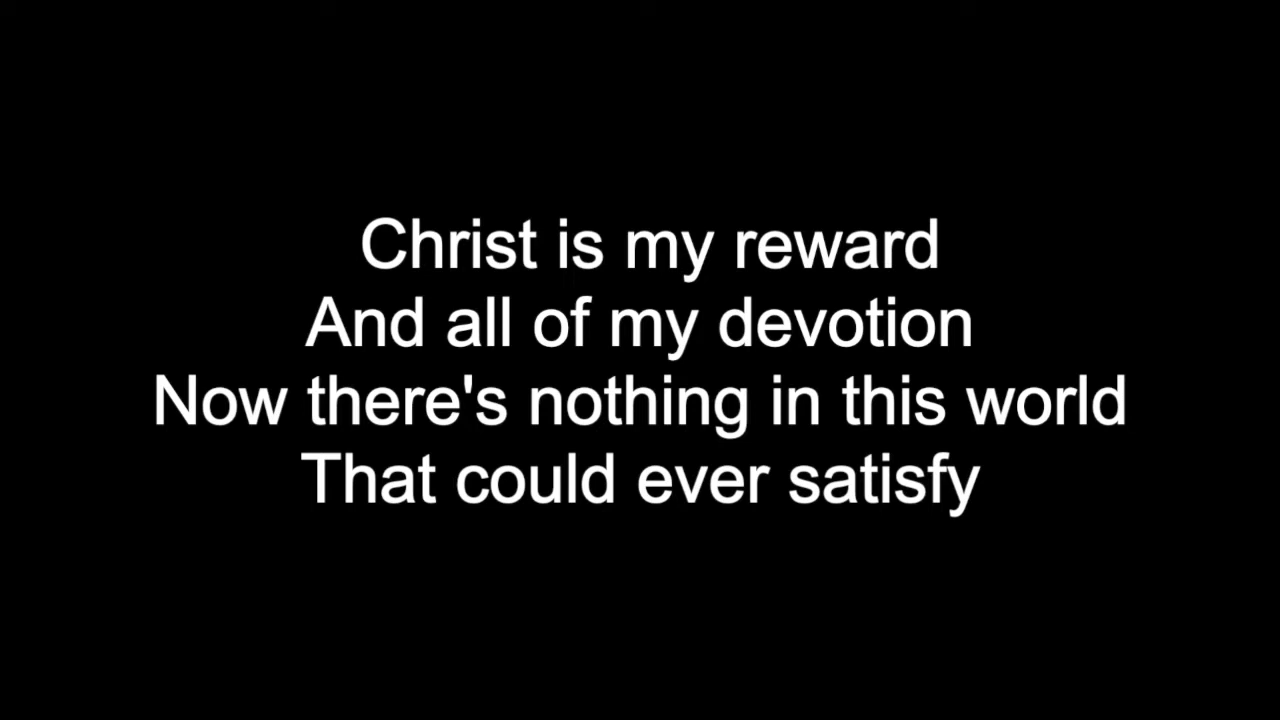 Christ is my reward
And all of my devotion
Now there's nothing in this world
That could ever satisfy